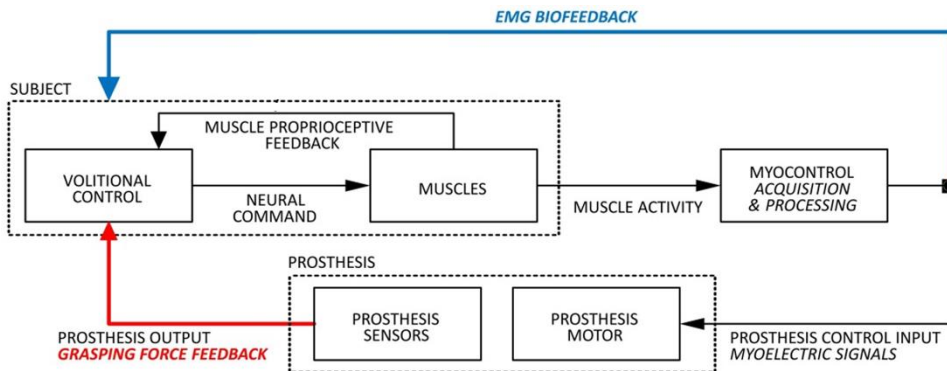 EMG BIOFEEDBACK
SUBJECT
MUSCLE PROPRIOCEPTIVE
FEEDBACK
VOLITIONAL
CONTROL
NEURAL
COMMAND
MUSCLES
MUSCLE ACTIVITY
MYOCONTROL
ACQUISITION
& PROCESSING
PROSTHESIS
PROSTHESIS
SENSORS
PROSTHESIS
MOTOR
PROSTHESIS OUTPUT
GRASPING FORCE FEEDBACK
PROSTHESIS CONTROL INPUT
MYOELECTRIC SIGNALS